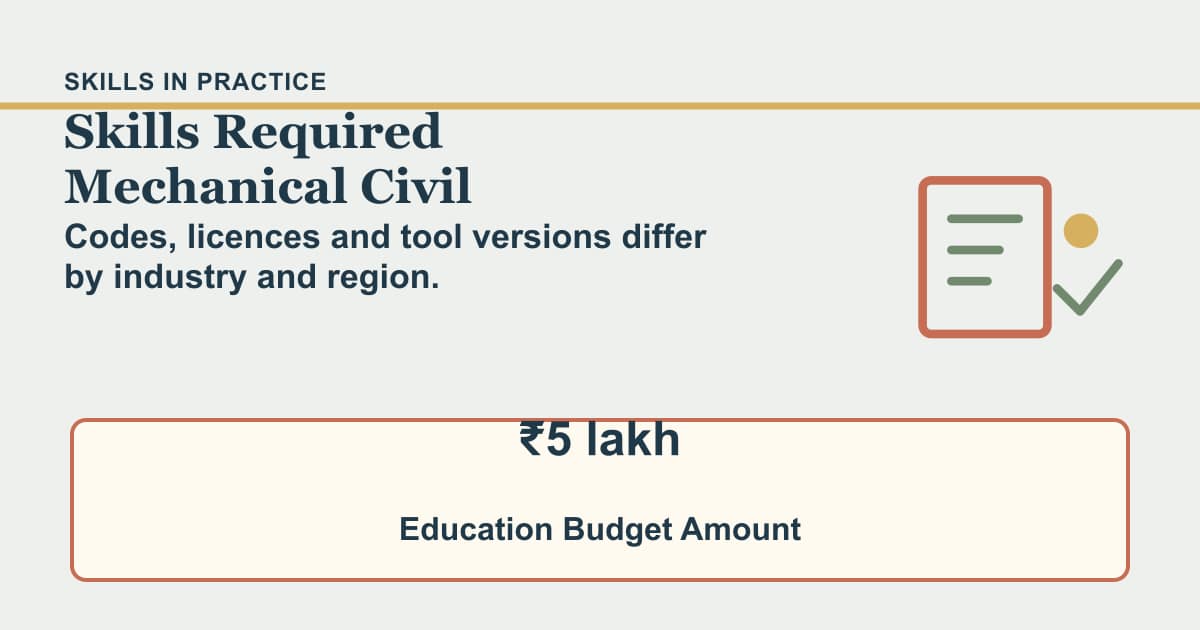 SKILLS IN PRACTICE
Skills Required
Mechanical Civil
Codes, licences and tool versions differ
by industry and region.
₹5 lakh
Education Budget Amount